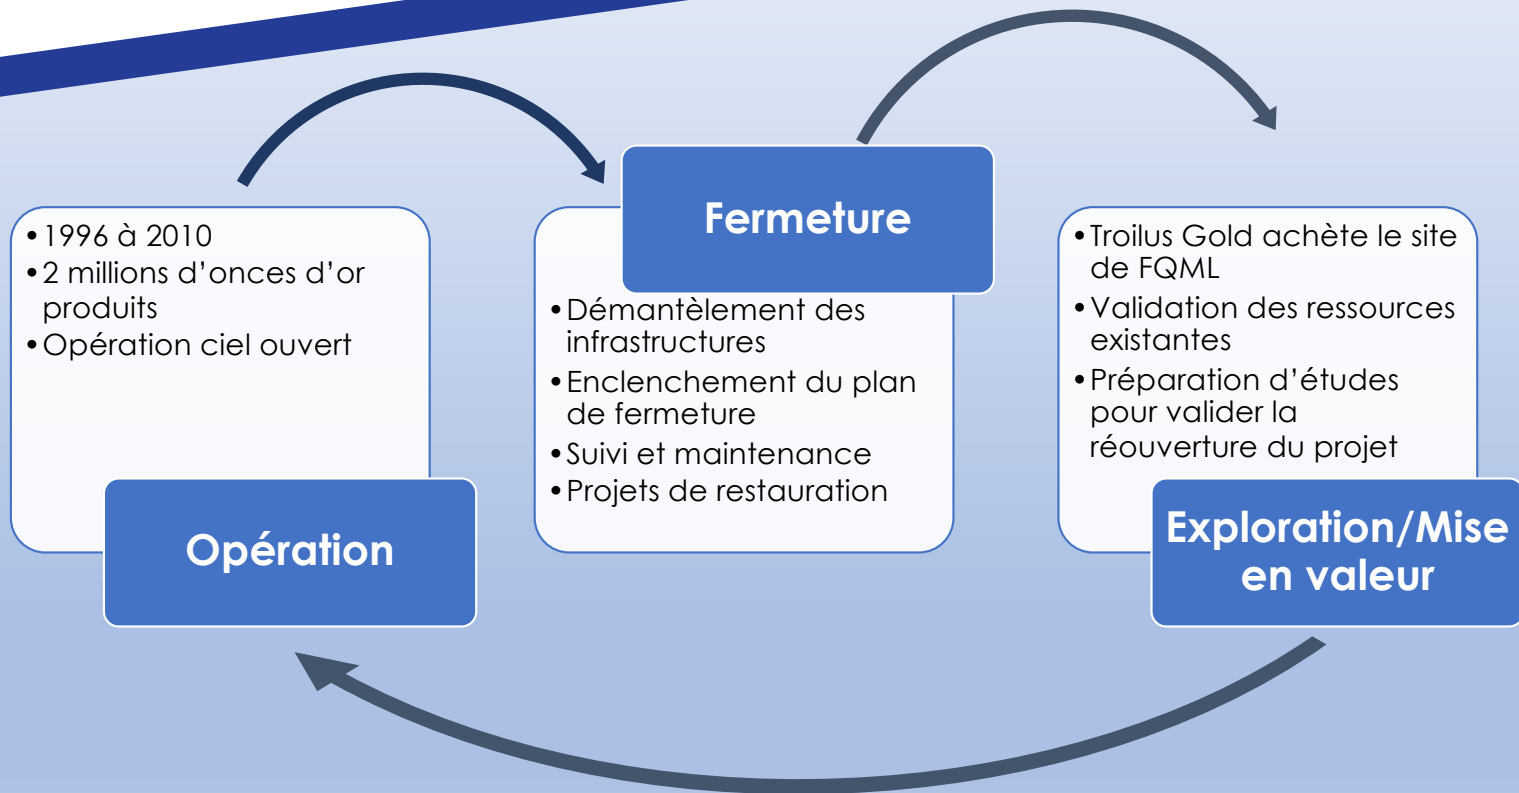 • 1996 à 2010
• 2 millions d’onces d’or
produits
• Opération ciel ouvert
Opération
Fermeture
• Démantèlement des
infrastructures
• Enclenchement du plan
de fermeture
• Suivi et maintenance
• Projets de restauration
• Troilus Gold achète le site
de FQML
• Validation des ressources
existantes
• Préparation d’études
pour valider la
réouverture du projet
Exploration/Mise
en valeur